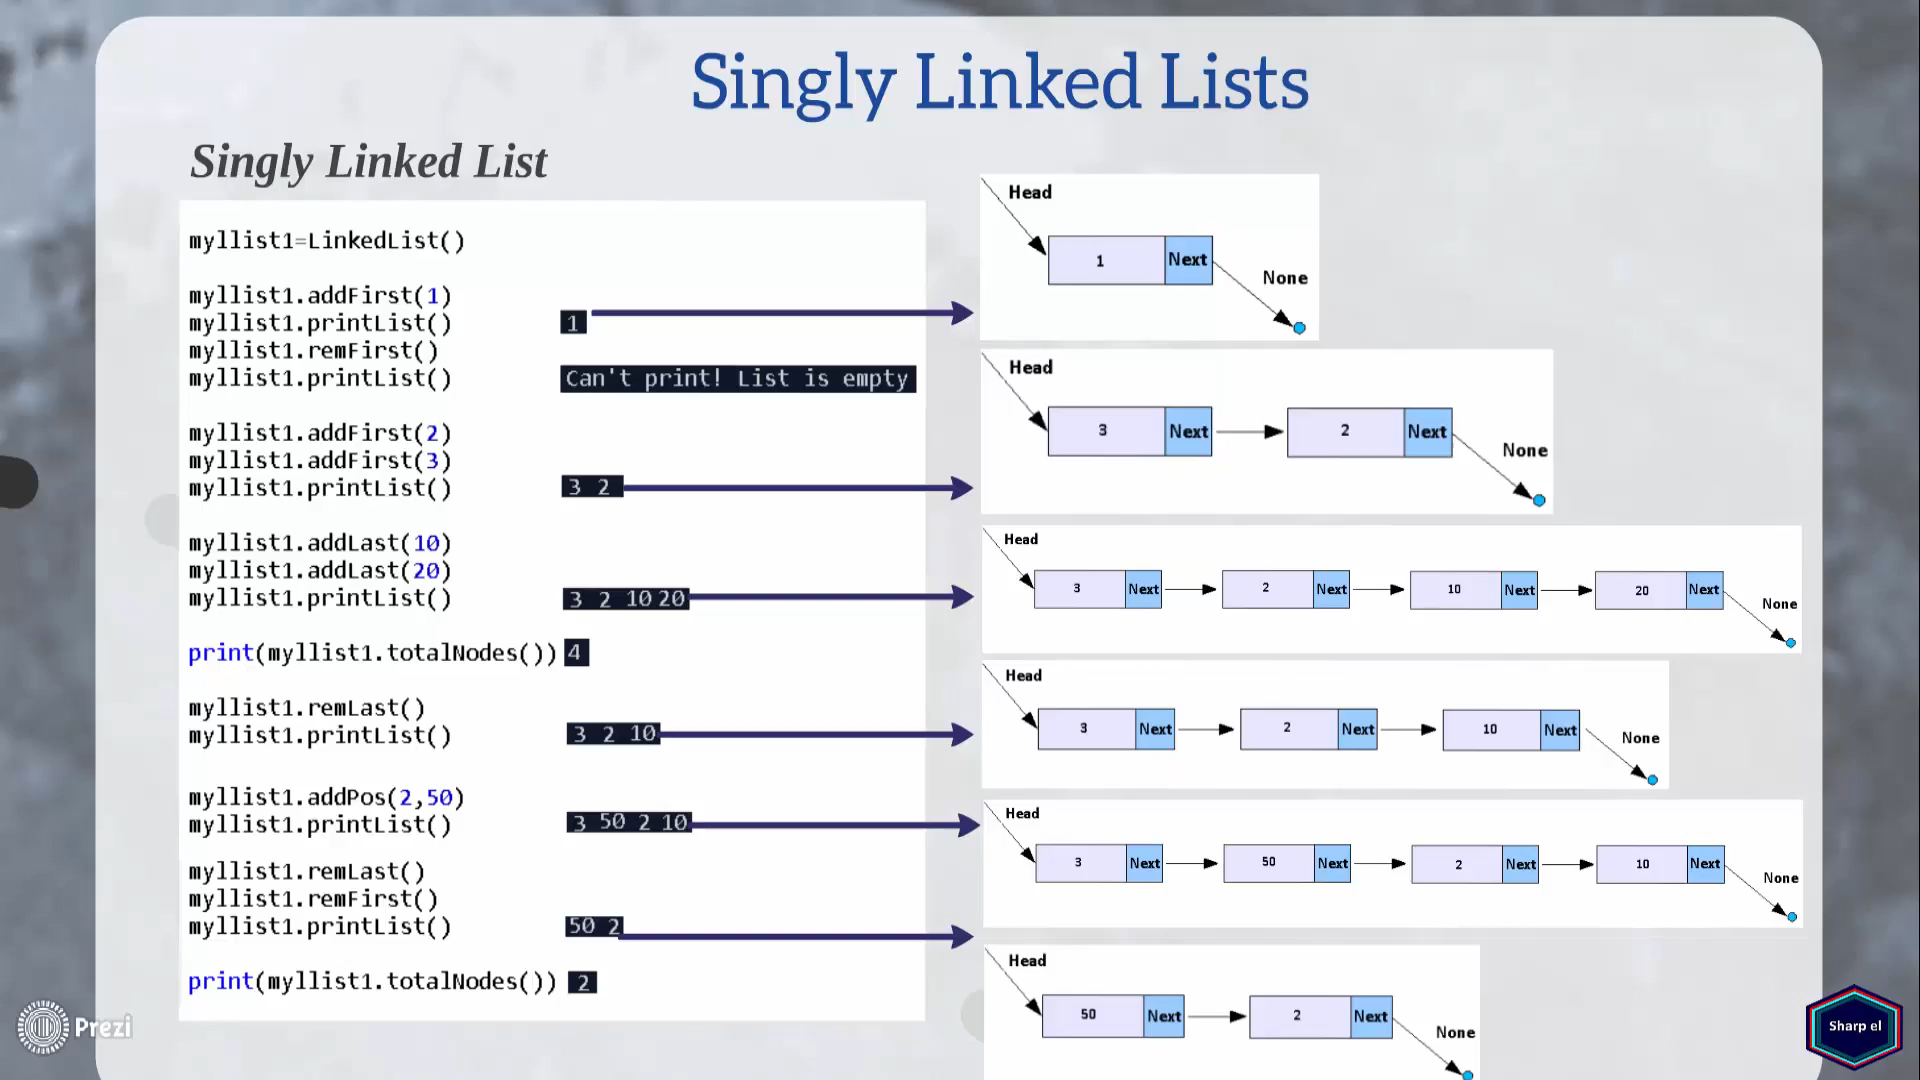 Singly Linked Lists
Singly Linked List
myllist1=LinkedList()
myllist1.addFirst(1)
myllist1.printList()
1
myllist1.remFirst()
myllist1.printList()
Can't print! List is empty
myllist1.addFirst(2)
myllist1.addFirst(3)
myllist1.printList()
3 2
myllist1.addLast(10)
myllist1.addLast(20)
myllist1.printList()
3 2 10 20
print(myllist1.totalNodes())
4
myllist1.remLast()
myllist1.printList()
3 2 10
myllist1.addPos(2,50)
myllist1.printList()
3 50 2 10
myllist1.remLast()
myllist1.remFirst()
myllist1.printList()
50 2
print(myllist1.totalNodes())
2
Head
1 Next
None
Head
3 Next 2 Next
None
Head
3 Next 2 Next 10 Next 20 Next
None
Head
3 Next 2 Next 10 Next
None
Head
3 Next 50 Next 2 Next 10 Next
None
Head
50 Next 2 Next
None
Prezi
Sharp el